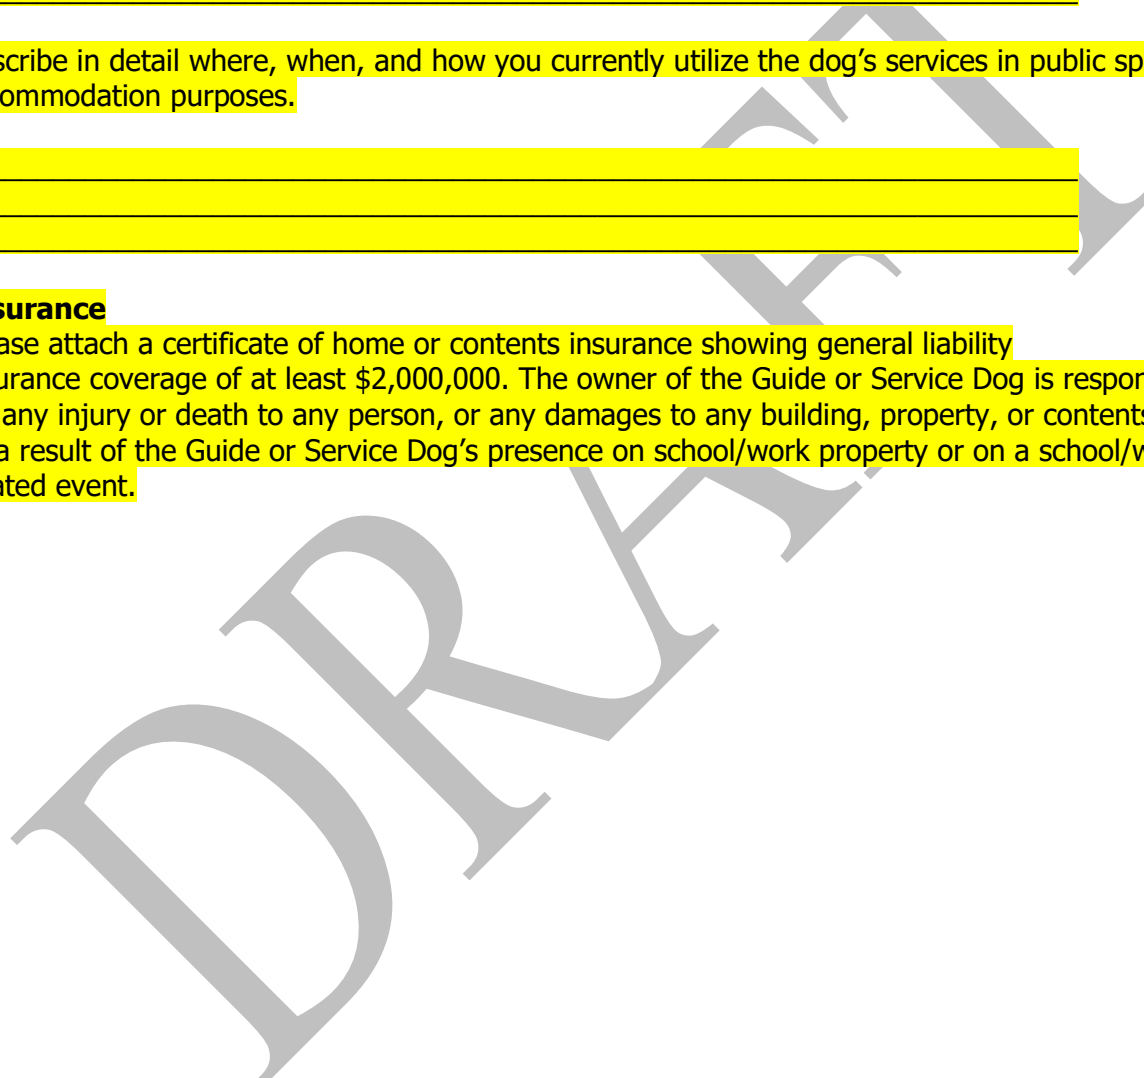 scribe in detail where, when, and how you currently utilize the dog’s services in public sp
ommodation purposes.
surance
ase attach a certificate of home or contents insurance showing general liability
urance coverage of at least $2,000,000. The owner of the Guide or Service Dog is respon
any injury or death to any person, or any damages to any building, property, or contents
a result of the Guide or Service Dog’s presence on school/work property or on a school/w
ated event.
DRAFT